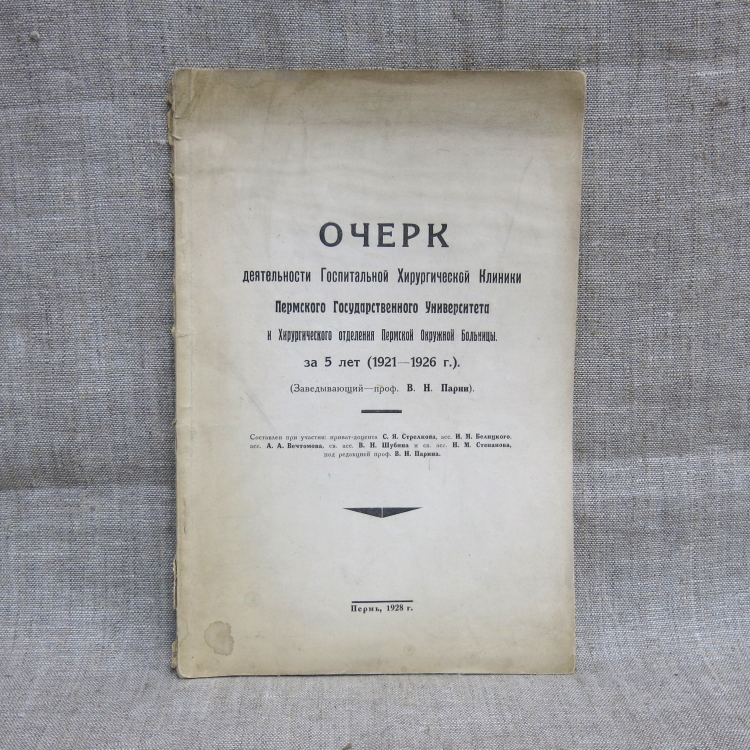 ОЧЕРК
деятельности Госпитальной Хирургической Клиники
Пермского Государственного Университета
и Хирургического отделения Пермской Окружной Больницы.
за 5 лет (1921—1926 г.).
(Заведывающий—проф. В. Н. Парин).
Составлен при участии: приват-доцента С. Я. Стрелкова, асс. И. М. Белицкого,
асс. А. А. Вечтомова, св. асс. В. Н. Шубина и св. асс. Н. М. Степанова,
под редакцией проф. В. Н. Парина.
Пермь, 1928 г.